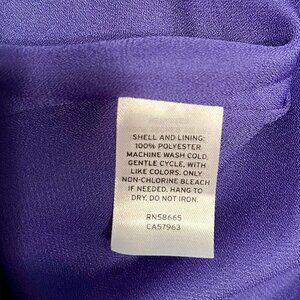 SHELL AND LINING:
100% POLYESTER
MACHINE WASH COLD,
GENTLE CYCLE, WITH
LIKE COLORS. ONLY
NON-CHLORINE BLEACH
IF NEEDED. HANG TO
DRY. DO NOT IRON.
RN58665
CA57963